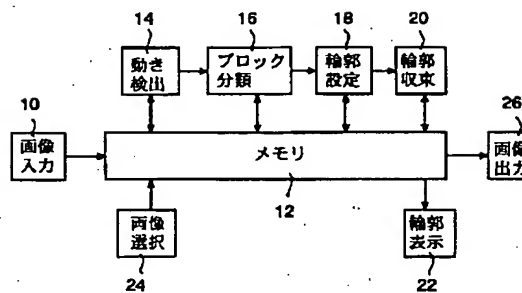 14
16
18
20
動き
検出
ブロック
分類
輪郭
設定
輪郭
収束
10
26
画像
入力
メモリ
画像
出力
12
画像
選択
輪郭
表示
24
22